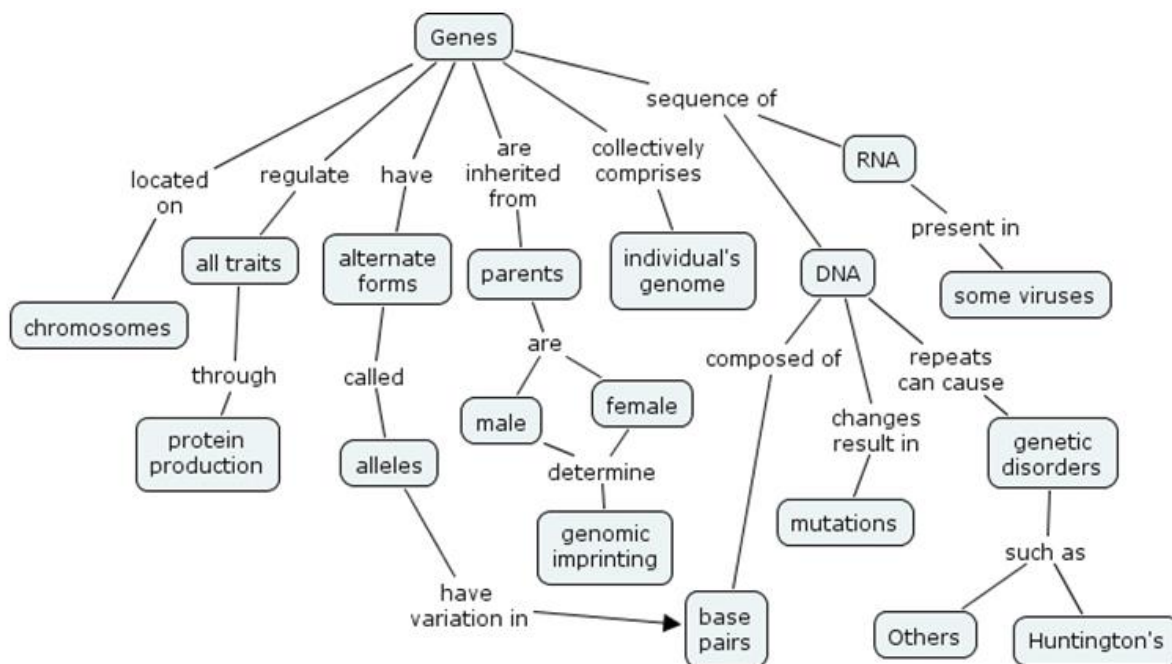 Genes
sequence of
are
inherited
from
collectively
comprises
RNA
located
on
regulate
have
present in
all traits
alternate
forms
parents
individual's
genome
DNA
some viruses
chromosomes
are
composed of
repeats
can cause
through
called
male
female
changes
result in
protein
production
alleles
determine
genetic
disorders
mutations
genomic
imprinting
such as
have
variation in
base
pairs
Others
Huntington's